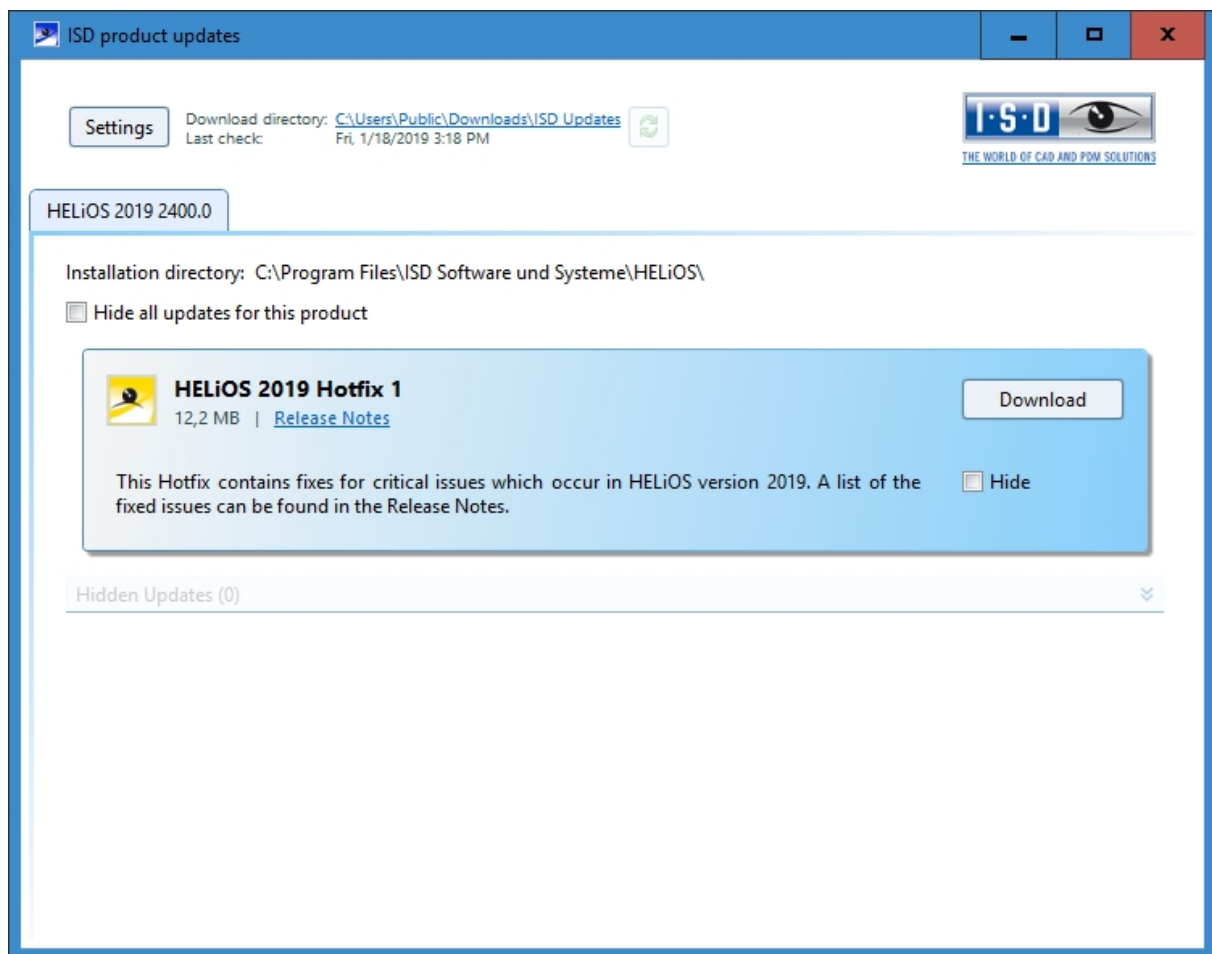 ISD product updates
Settings
Download directory: C:\Users\Public\Downloads\ISD Updates
Last check: Fri, 1/18/2019 3:18 PM
I·S·D
THE WORLD OF CAD AND PDM SOLUTIONS
HELiOS 2019 2400.0
Installation directory: C:\Program Files\ISD Software und Systeme\HELiOS\
Hide all updates for this product
HELiOS 2019 Hotfix 1
12,2 MB | Release Notes
Download
This Hotfix contains fixes for critical issues which occur in HELiOS version 2019. A list of the
fixed issues can be found in the Release Notes.
Hide
Hidden Updates (0)